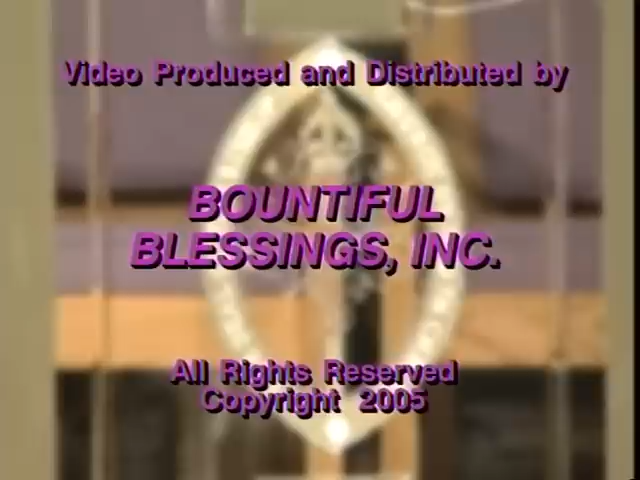 Video Produced and Distributed by
BOUNTIFUL
BLESSINGS, INC.
All Rights Reserved
Copyright 2005